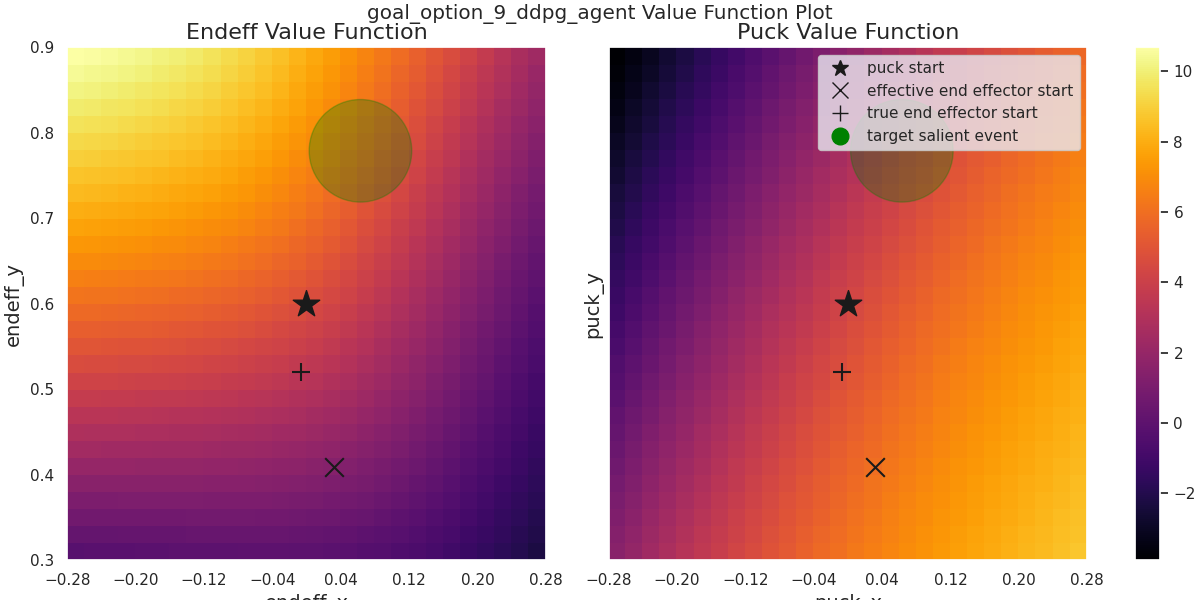 goal_option_9_ddpg_agent Value Function Plot
Endeff Value Function
Puck Value Function
0.9
0.8
0.7
0.6
0.5
0.4
0.3
endeff_y
−0.28 −0.20 −0.12 −0.04 0.04 0.12 0.20 0.28
endeff_x
puck_y
puck start
effective end effector start
true end effector start
target salient event
−0.28 −0.20 −0.12 −0.04 0.04 0.12 0.20 0.28
puck_x
10
8
6
4
2
0
−2